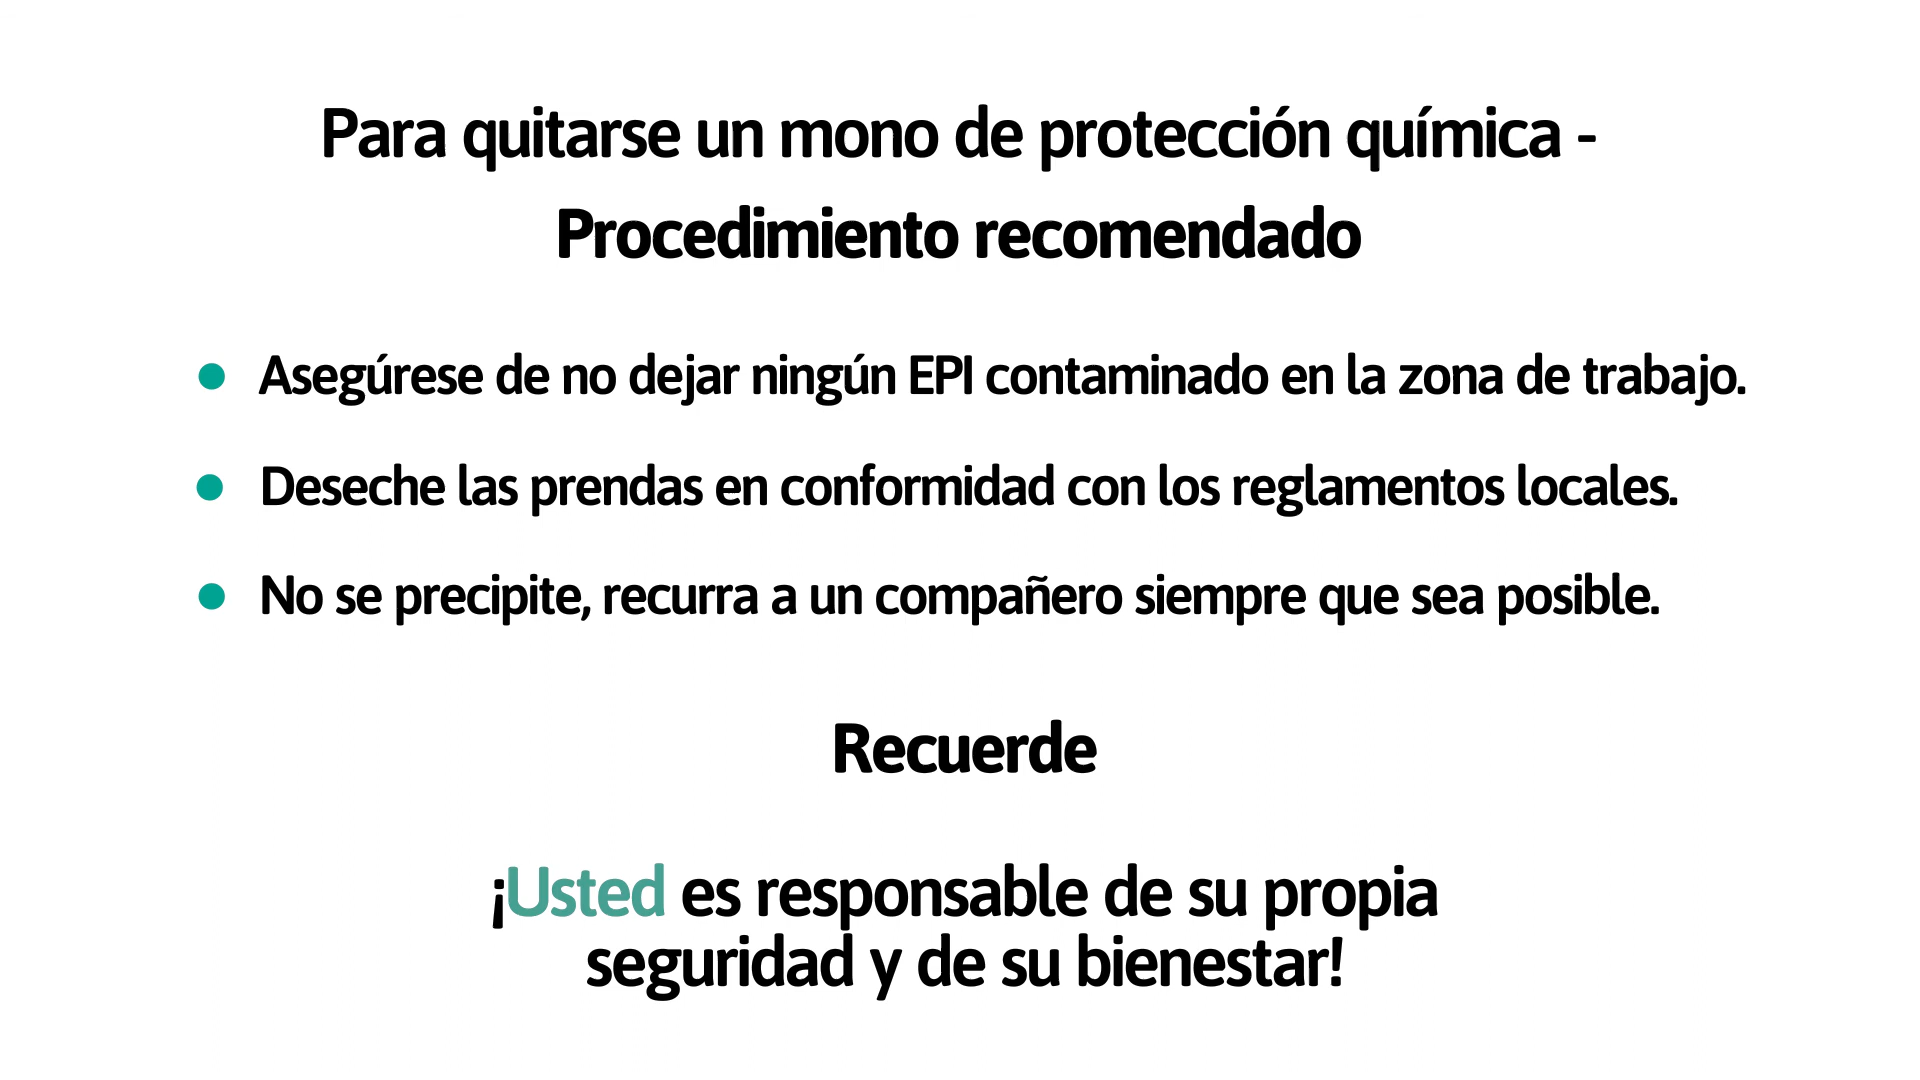 Para quitarse un mono de protección química -
Procedimiento recomendado
● Asegúrese de no dejar ningún EPI contaminado en la zona de trabajo.
● Deseche las prendas en conformidad con los reglamentos locales.
● No se precipite, recurra a un compañero siempre que sea posible.
Recuerde
¡Usted es responsable de su propia
seguridad y de su bienestar!